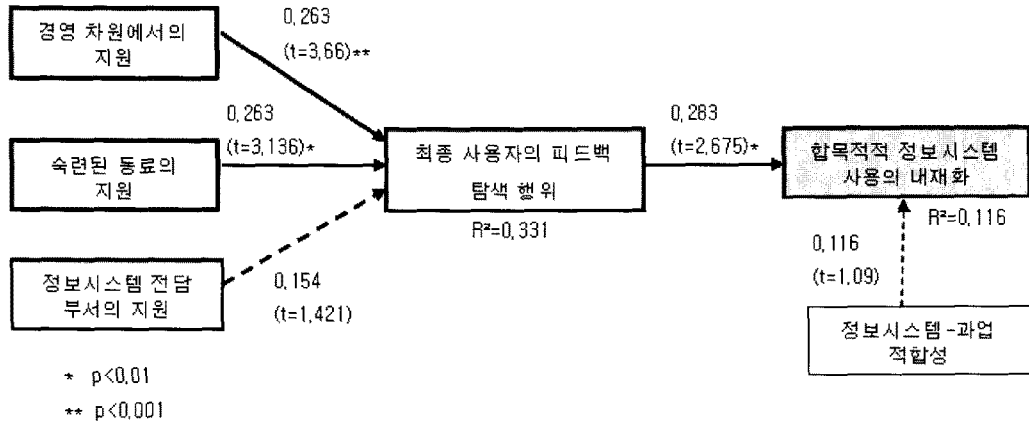 경영 차원에서의
지원
0,263
(t=3,66)**
숙련된 동료의
지원
0,263
(t=3,136)*
최종 사용자의 피드백
탐색 행위
R²=0,331
0,283
(t=2,675)*
합목적적 정보시스템
사용의 내재화
R²=0,116
정보시스템 전담
부서의 지원
0,154
(t=1,421)
0,116
(t=1,09)
정보시스템-과업
적합성
* p<0,01
** p<0,001